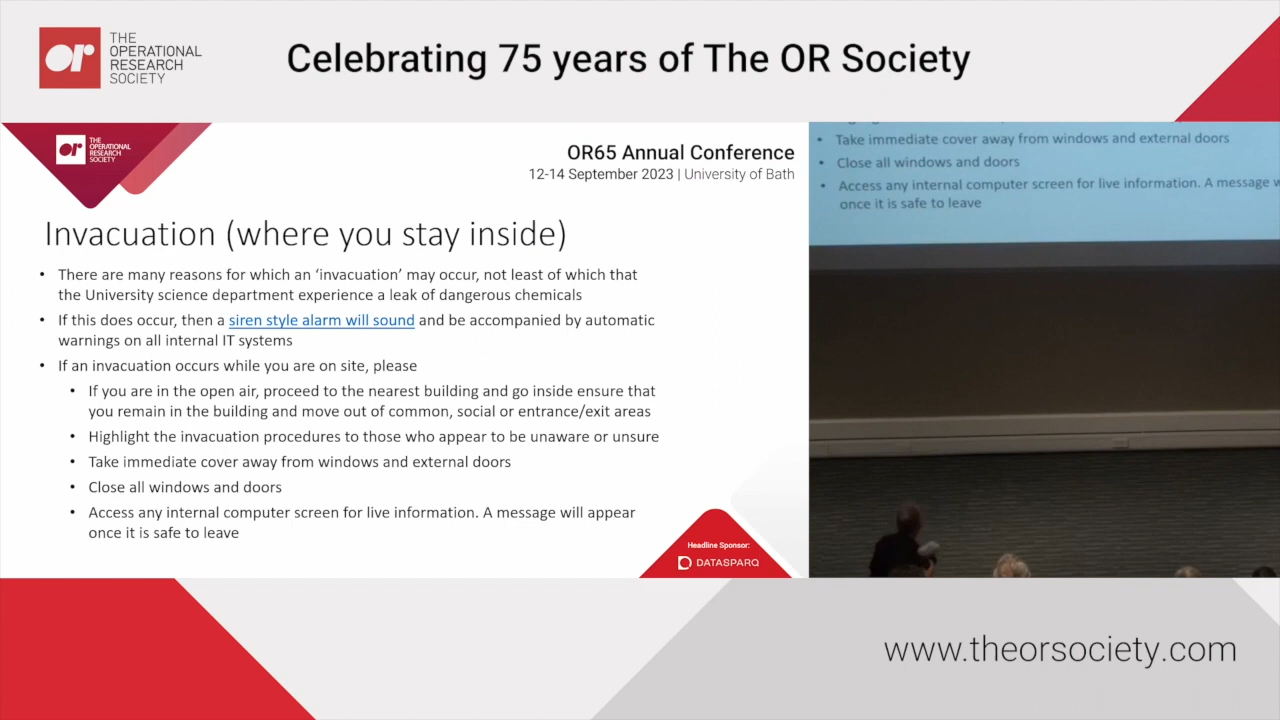 or
THE
OPERATIONAL
RESEARCH
SOCIETY
Celebrating 75 years of The OR Society
or
THE
OPERATIONAL
RESEARCH
SOCIETY
OR65 Annual Conference
12-14 September 2023 | University of Bath
Invacuation (where you stay inside)
• There are many reasons for which an ‘invacuation’ may occur, not least of which that
the University science department experience a leak of dangerous chemicals
• If this does occur, then a siren style alarm will sound and be accompanied by automatic
warnings on all internal IT systems
• If an invacuation occurs while you are on site, please
• If you are in the open air, proceed to the nearest building and go inside ensure that
you remain in the building and move out of common, social or entrance/exit areas
• Highlight the invacuation procedures to those who appear to be unaware or unsure
• Take immediate cover away from windows and external doors
• Close all windows and doors
• Access any internal computer screen for live information. A message will appear
once it is safe to leave
Headline Sponsor:
DATASPARQ
• Take immediate cover away from windows and external doors
• Close all windows and doors
• Access any internal computer screen for live information. A message
once it is safe to leave
www.theorsociety.com